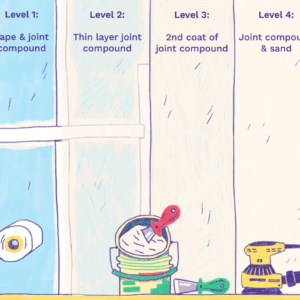 Level 1:
ape & joint
compound
Level 2:
Thin layer joint
compound
Level 3:
2nd coat of
joint compound
Level 4:
Joint compou
& sand